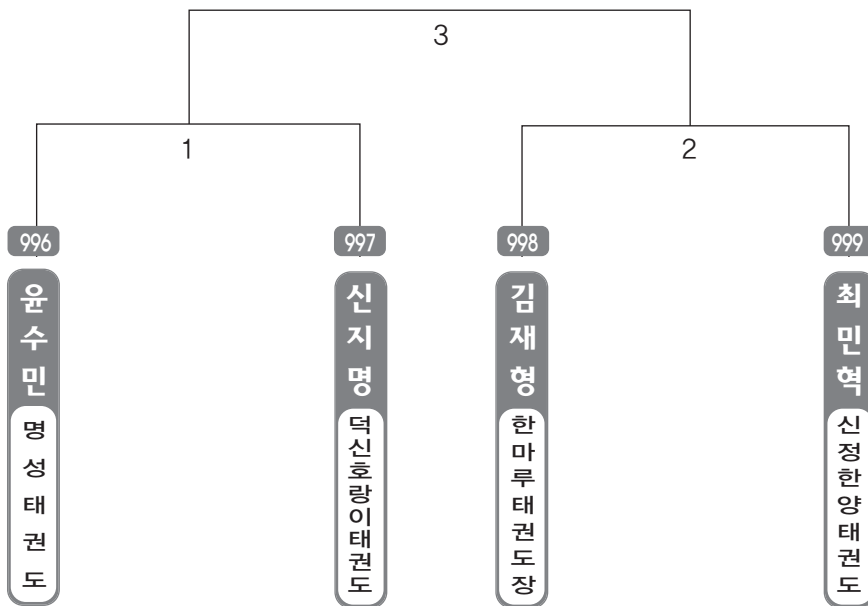 3
1
2
996
997
998
999
윤수민
신지명
김재형
최민혁
명성태권도
덕신호랑이태권도
한마루태권도장
신정한양태권도